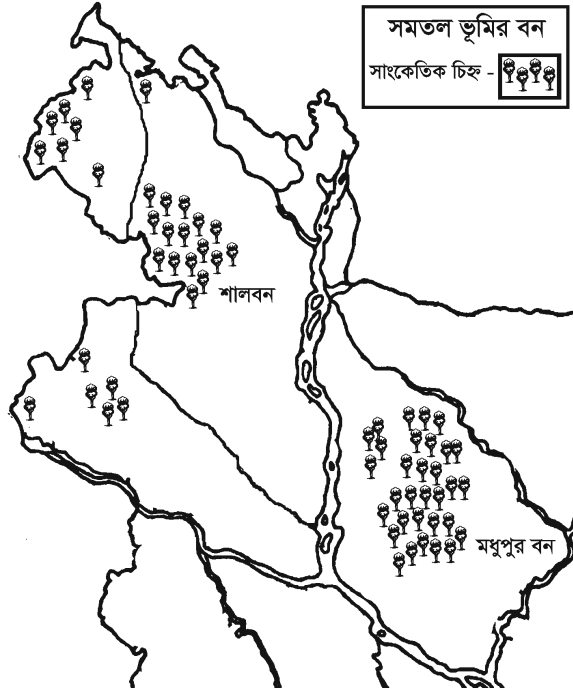 সমতল ভূমির বন
সাংকেতিক চিহ্ন -
শালবন
মধুপুর বন